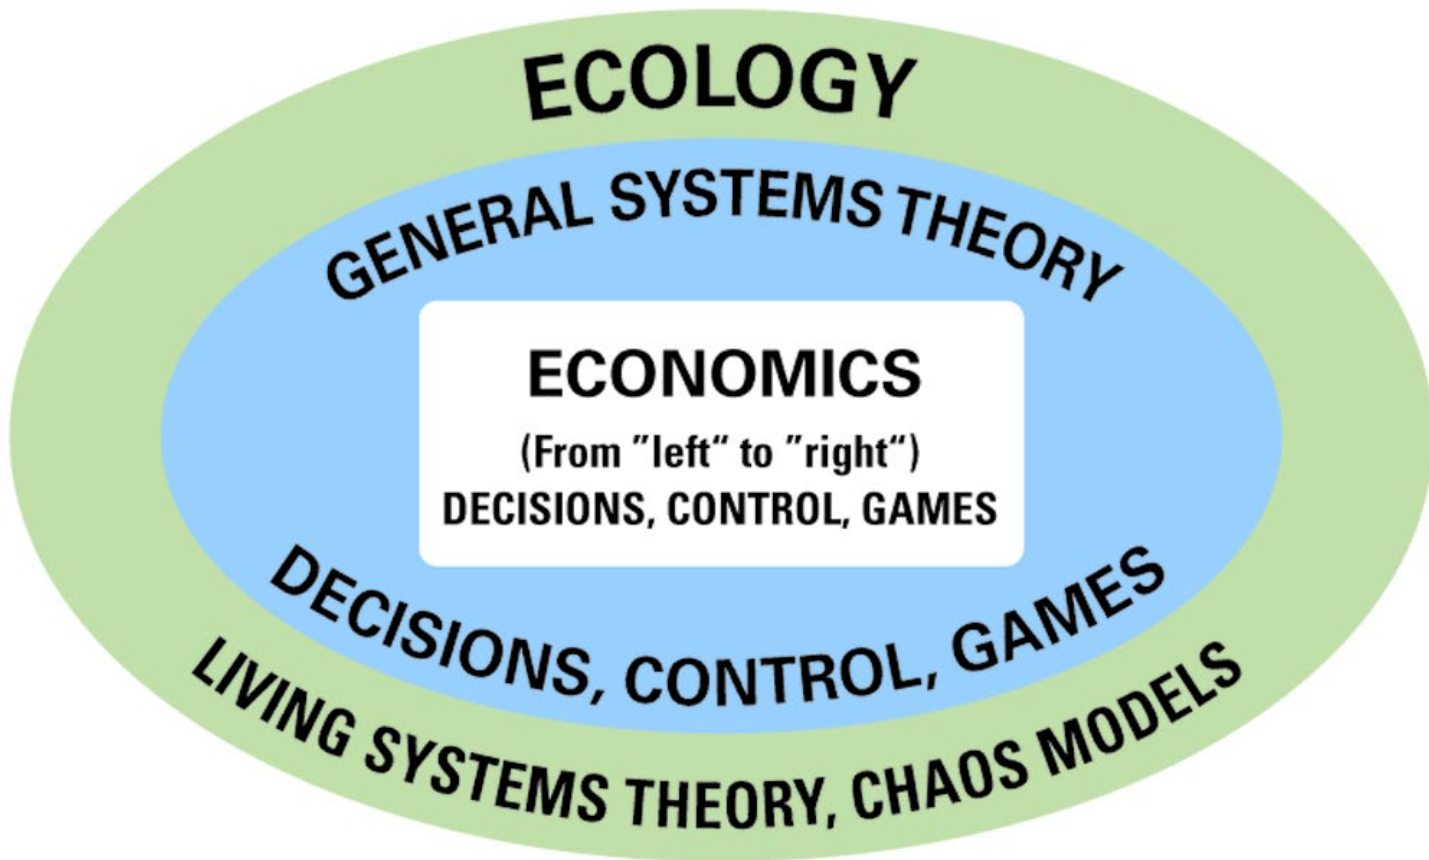 ECOLOGY
GENERAL SYSTEMS THEORY
ECONOMICS
(From ”left“ to ”right“)
DECISIONS, CONTROL, GAMES
DECISIONS, CONTROL, GAMES
LIVING SYSTEMS THEORY, CHAOS MODELS